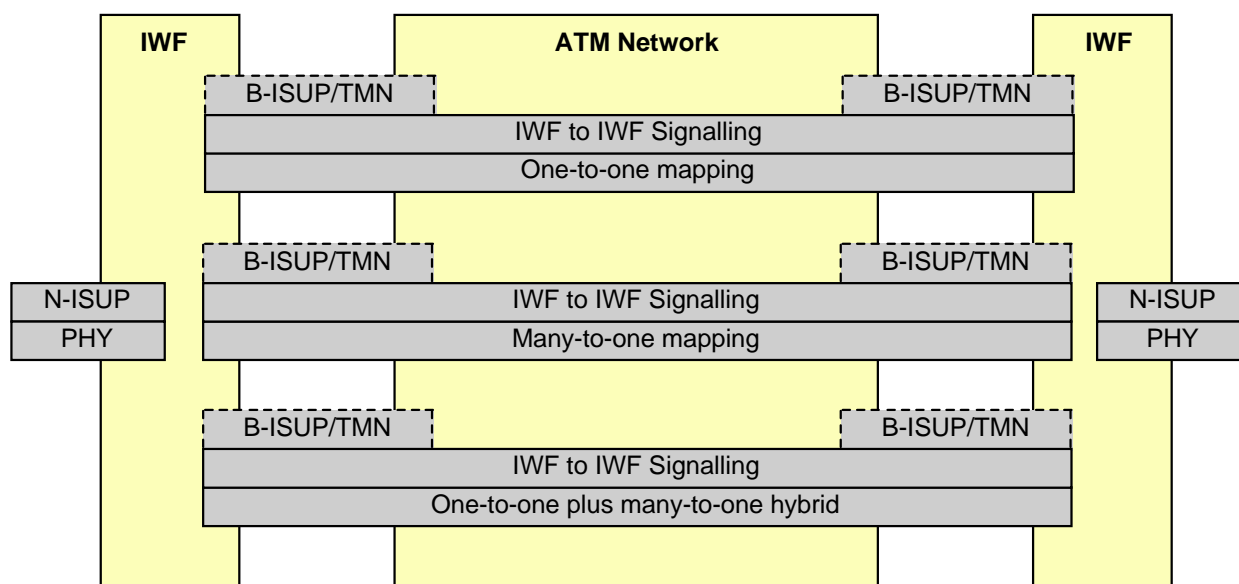 IWF
ATM Network
IWF
B-ISUP/TMN
B-ISUP/TMN
IWF to IWF Signalling
One-to-one mapping
B-ISUP/TMN
B-ISUP/TMN
N-ISUP
IWF to IWF Signalling
N-ISUP
PHY
Many-to-one mapping
PHY
B-ISUP/TMN
B-ISUP/TMN
IWF to IWF Signalling
One-to-one plus many-to-one hybrid